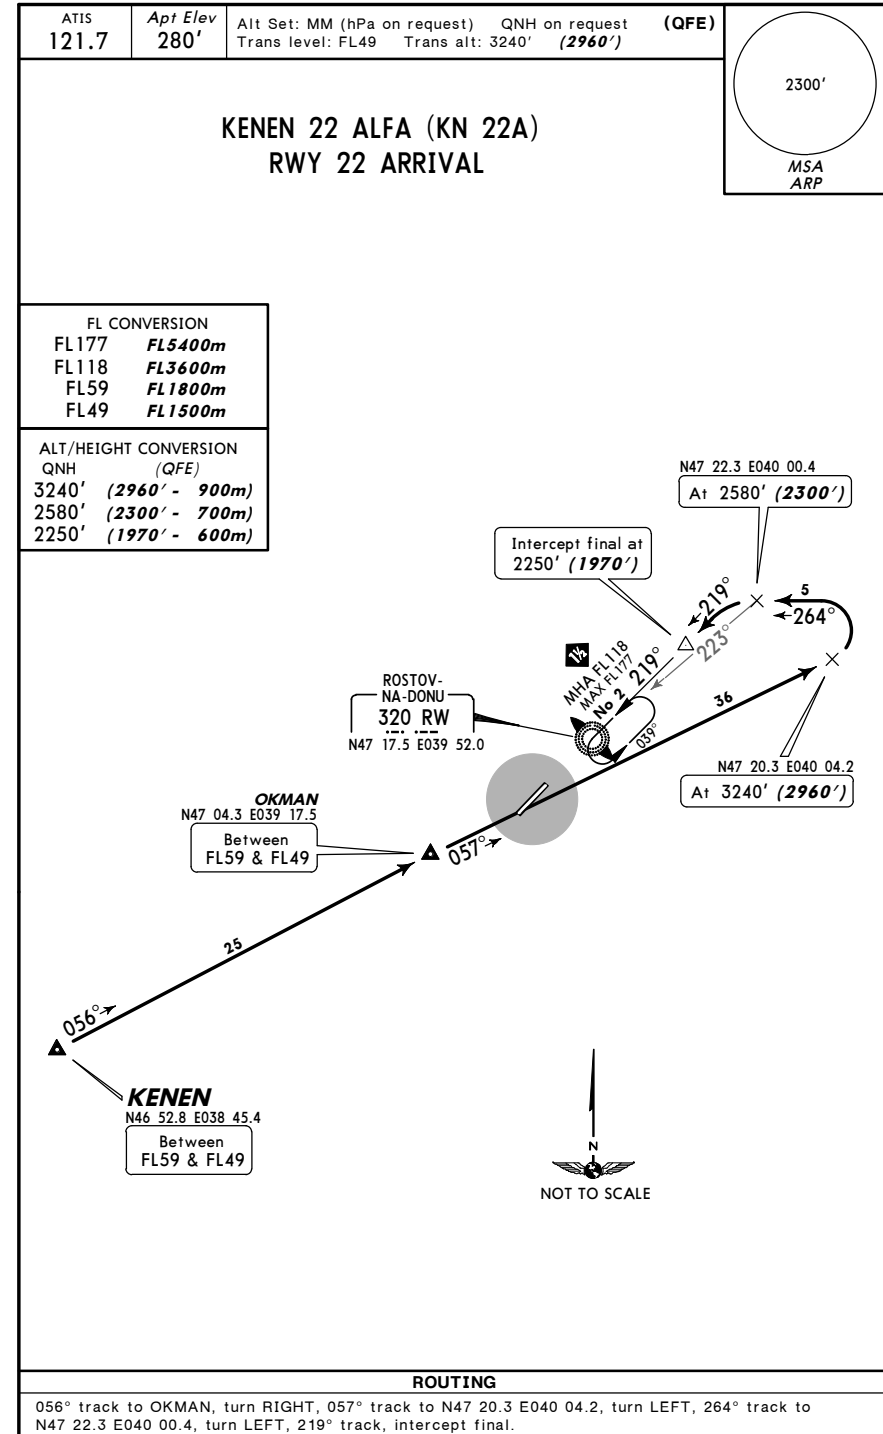 ATIS
121.7
Apt Elev
280'
Alt Set: MM (hPa on request) QNH on request (QFE)
Trans level: FL49 Trans alt: 3240' (2960')
2300'
MSA
ARP
KENEN 22 ALFA (KN 22A)
RWY 22 ARRIVAL
FL CONVERSION
FL177 FL5400m
FL118 FL3600m
FL59 FL1800m
FL49 FL1500m
ALT/HEIGHT CONVERSION
QNH (QFE)
3240' (2960' - 900m)
2580' (2300' - 700m)
2250' (1970' - 600m)
N47 22.3 E040 00.4
At 2580' (2300')
Intercept final at
2250' (1970')
219°
5
264°
223°
1½
MHA FL118
MAX FL177
No 2
219°
039°
36
ROSTOV-
NA-DONU
320 RW
N47 17.5 E039 52.0
N47 20.3 E040 04.2
At 3240' (2960')
OKMAN
N47 04.3 E039 17.5
Between
FL59 & FL49
057°
25
056°
KENEN
N46 52.8 E038 45.4
Between
FL59 & FL49
N
NOT TO SCALE
ROUTING
056° track to OKMAN, turn RIGHT, 057° track to N47 20.3 E040 04.2, turn LEFT, 264° track to
N47 22.3 E040 00.4, turn LEFT, 219° track, intercept final.